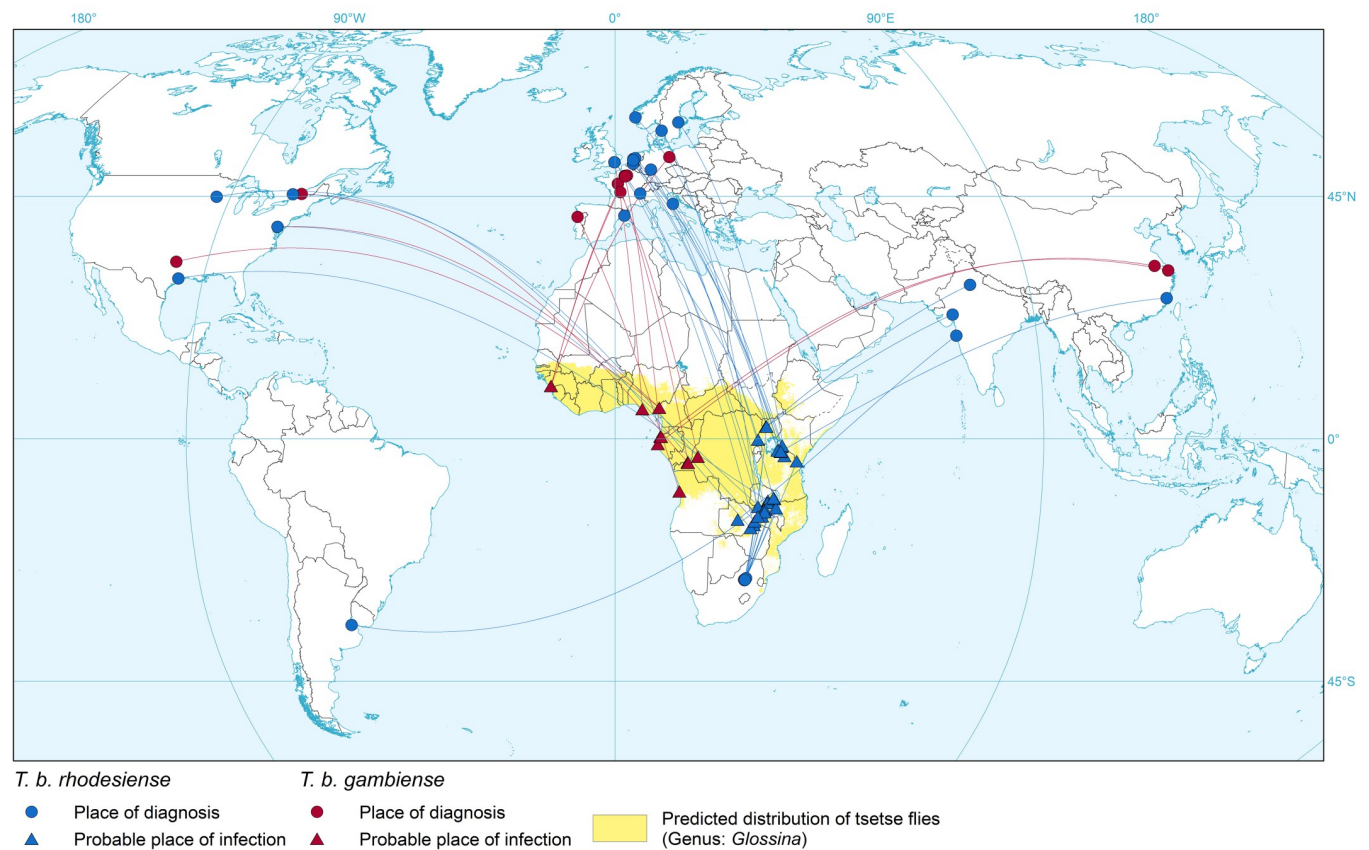 180° 90°W 0° 90°E 180°
45°N
0°
45°S
T. b. rhodesiense T. b. gambiense
Place of diagnosis Place of diagnosis Predicted distribution of tsetse flies
Probable place of infection Probable place of infection (Genus: Glossina)